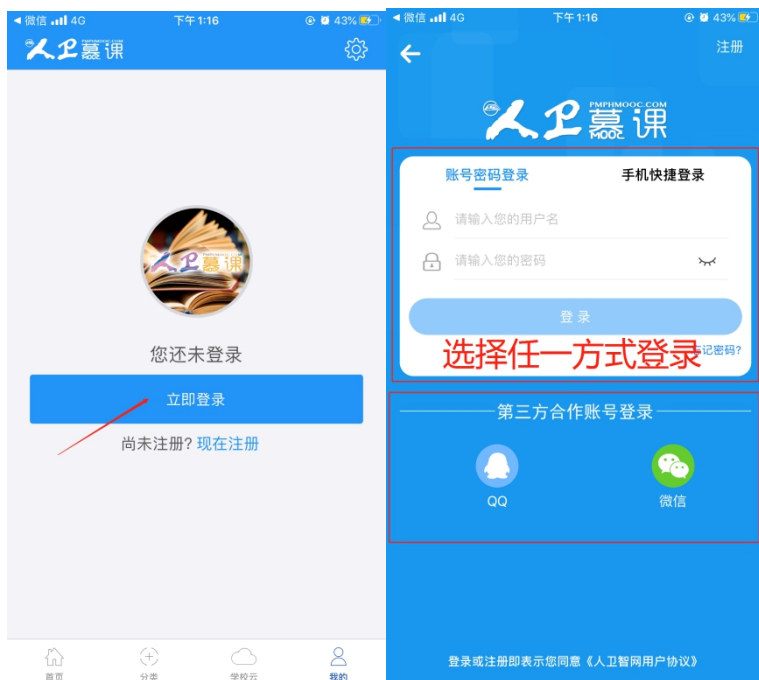 微信 4G 下午1:16 43%
人卫慕课
PMPHMOOC.COM
人卫慕课
您还未登录
立即登录
尚未注册? 现在注册
首页 分类 学校云 我的
微信 4G 下午1:16 43%
注册
人卫慕课
PMPHMOOC.COM
MOOC
账号密码登录 手机快捷登录
请输入您的用户名
请输入您的密码
登录
忘记密码?
选择任一方式登录
第三方合作账号登录
QQ 微信
登录或注册即表示您同意《人卫智网用户协议》